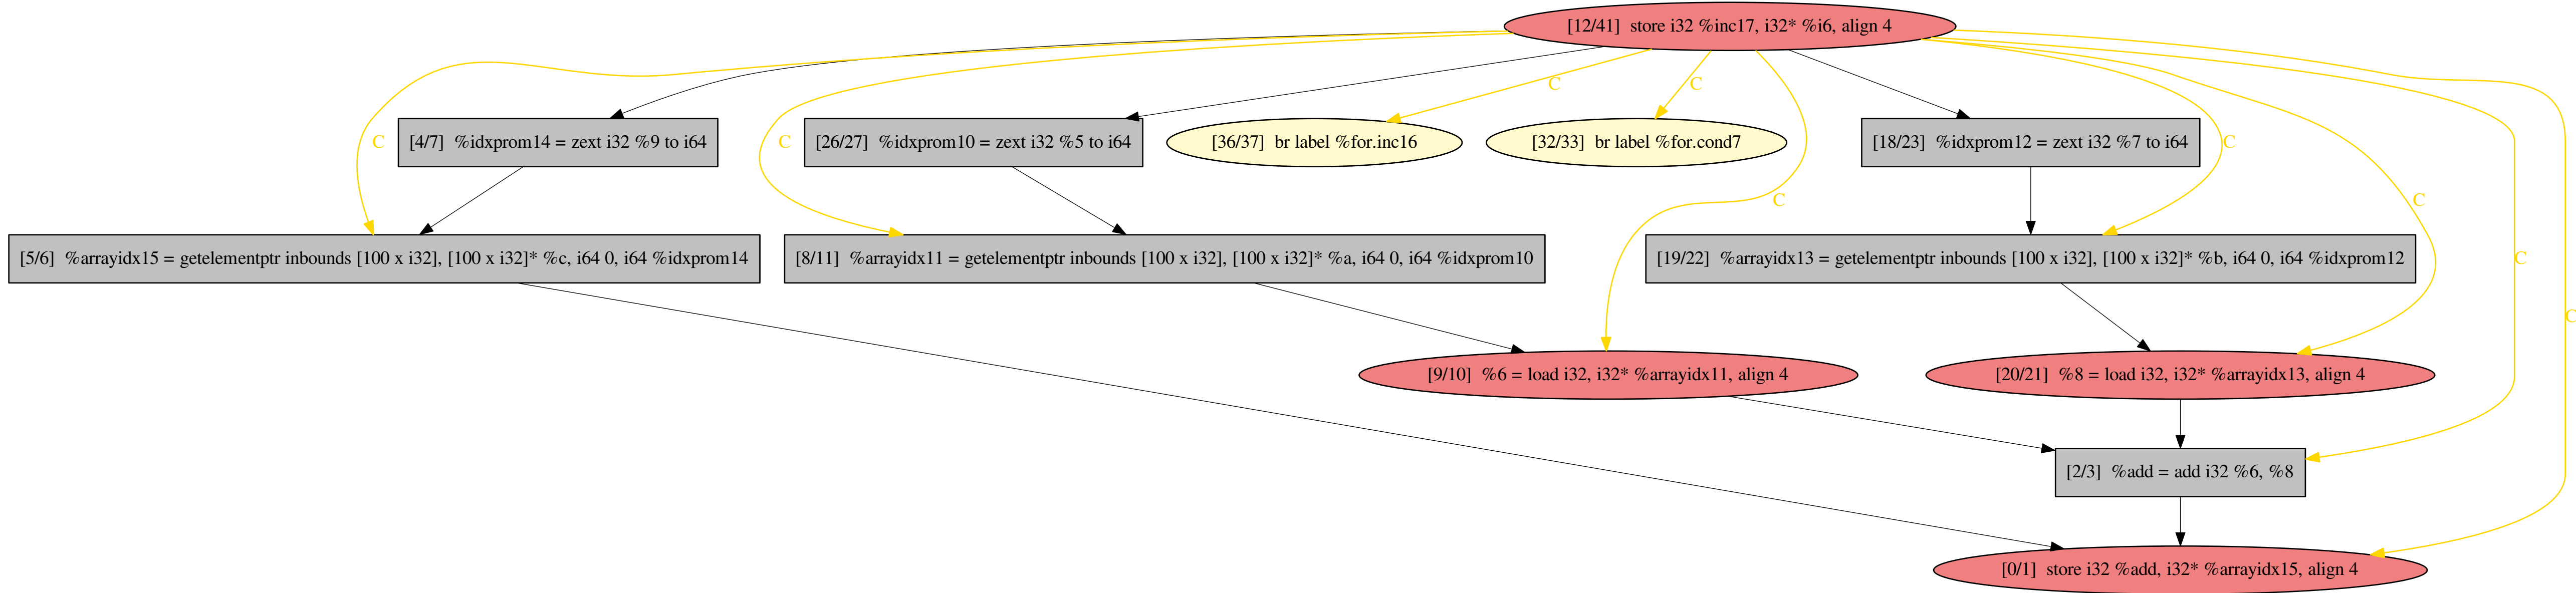 [12/41] store i32 %inc17, i32* %i6, align 4
C
C
[4/7] %idxprom14 = zext i32 %9 to i64
C
C
[26/27] %idxprom10 = zext i32 %5 to i64
[36/37] br label %for.inc16
[32/33] br label %for.cond7
[18/23] %idxprom12 = zext i32 %7 to i64
C
C
C
[5/6] %arrayidx15 = getelementptr inbounds [100 x i32], [100 x i32]* %c, i64 0, i64 %idxprom14
[8/11] %arrayidx11 = getelementptr inbounds [100 x i32], [100 x i32]* %a, i64 0, i64 %idxprom10
[19/22] %arrayidx13 = getelementptr inbounds [100 x i32], [100 x i32]* %b, i64 0, i64 %idxprom12
C
C
[9/10] %6 = load i32, i32* %arrayidx11, align 4
[20/21] %8 = load i32, i32* %arrayidx13, align 4
[2/3] %add = add i32 %6, %8
[0/1] store i32 %add, i32* %arrayidx15, align 4